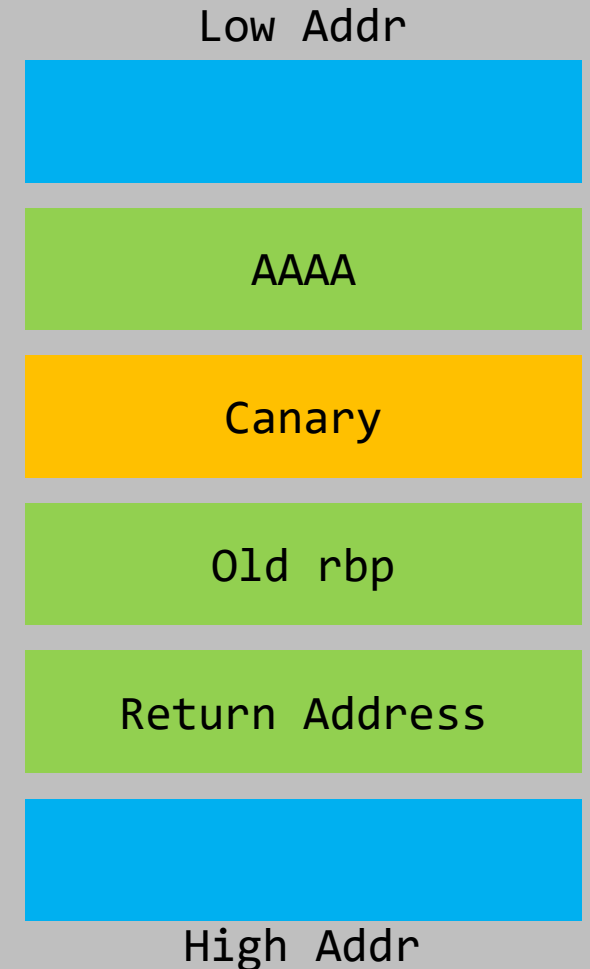 Low Addr
AAAA
Canary
Old rbp
Return Address
High Addr